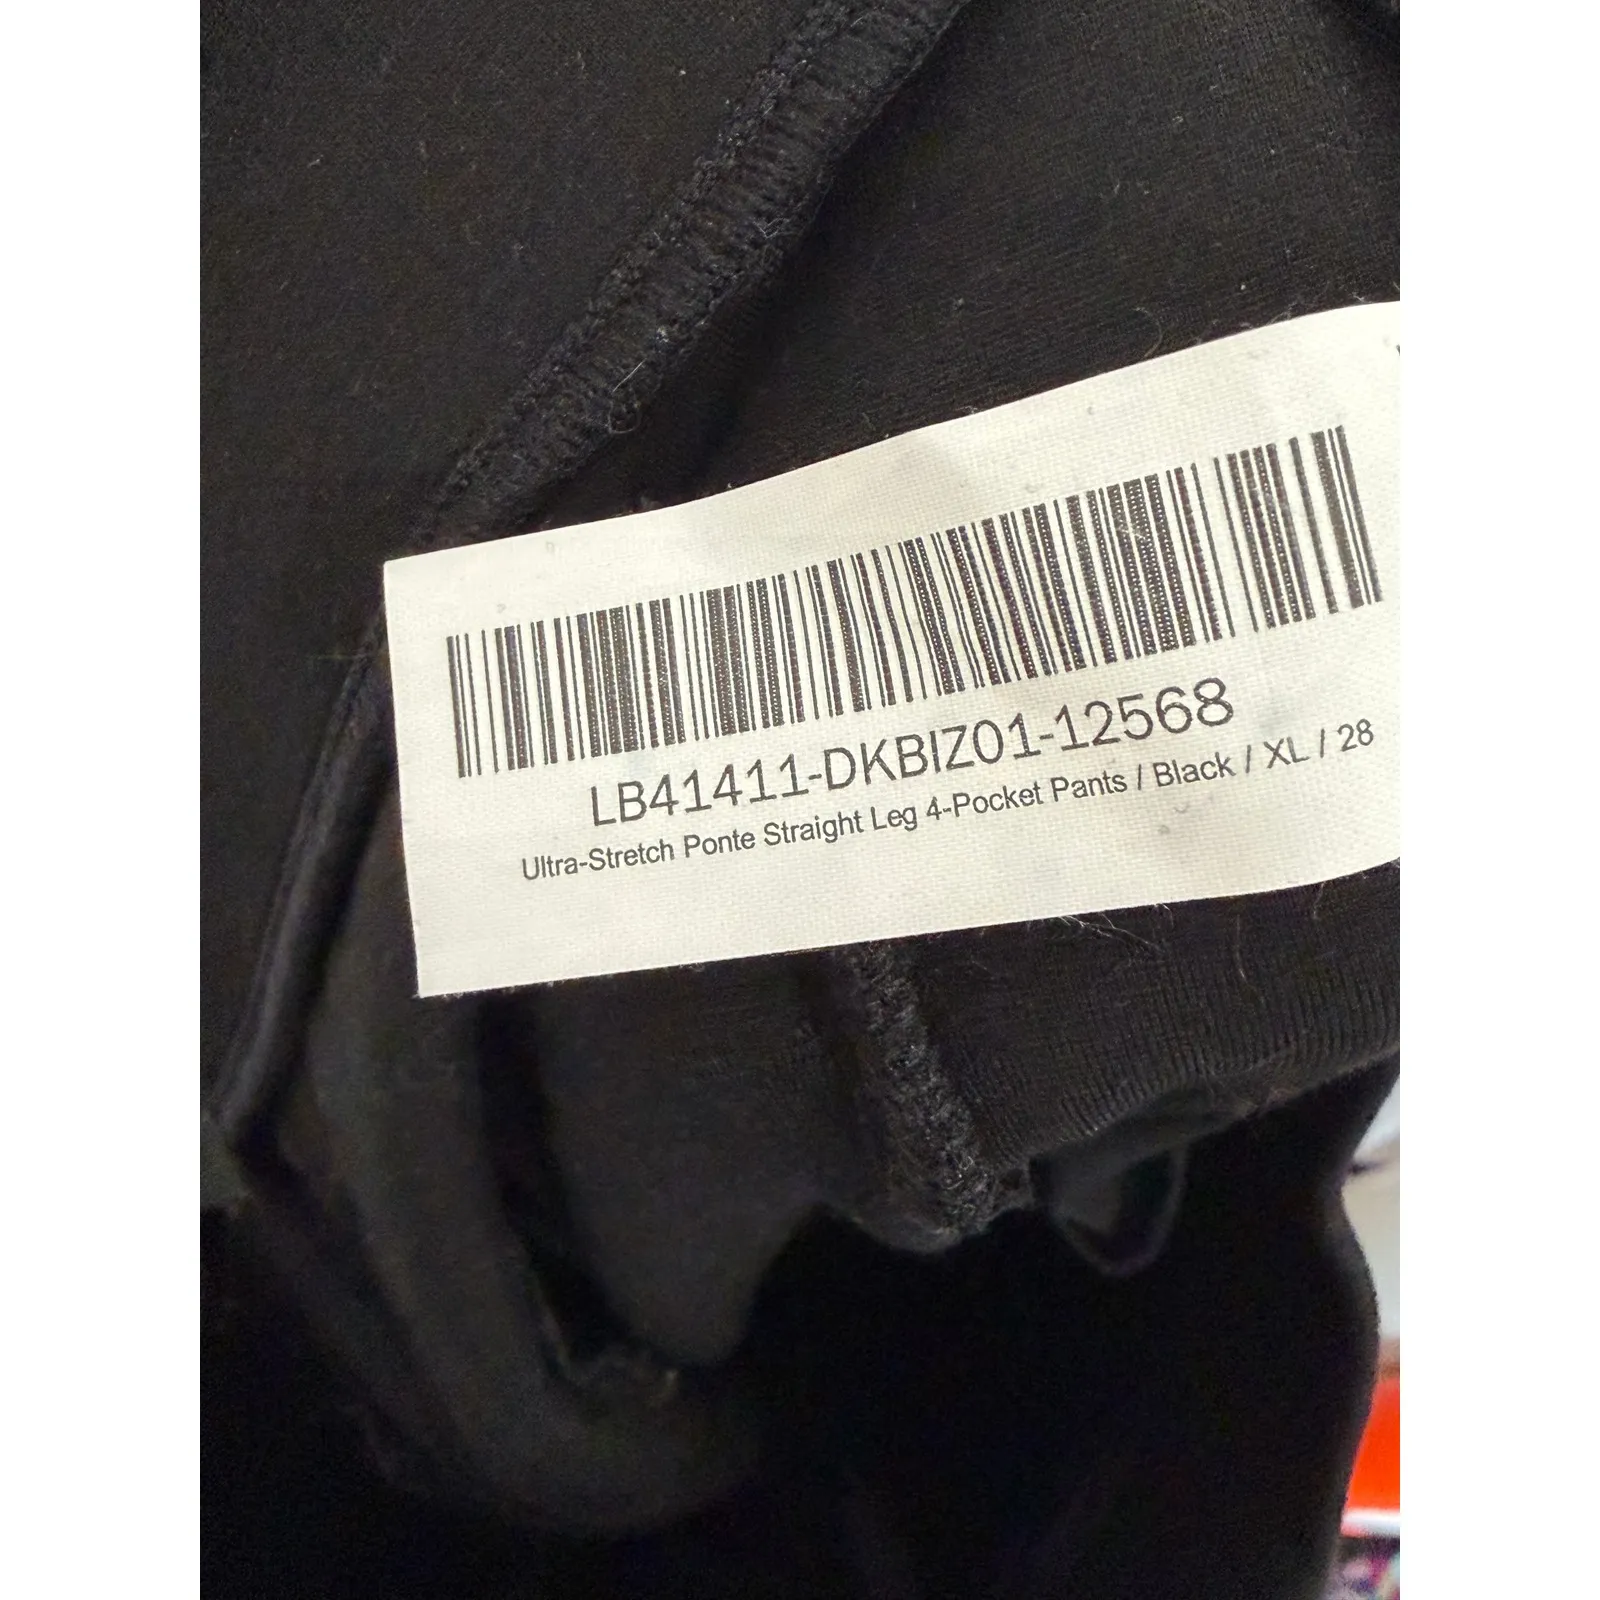 LB41411-DKBIZ01-12568
Ultra-Stretch Ponte Straight Leg 4-Pocket Pants / Black / XL / 28